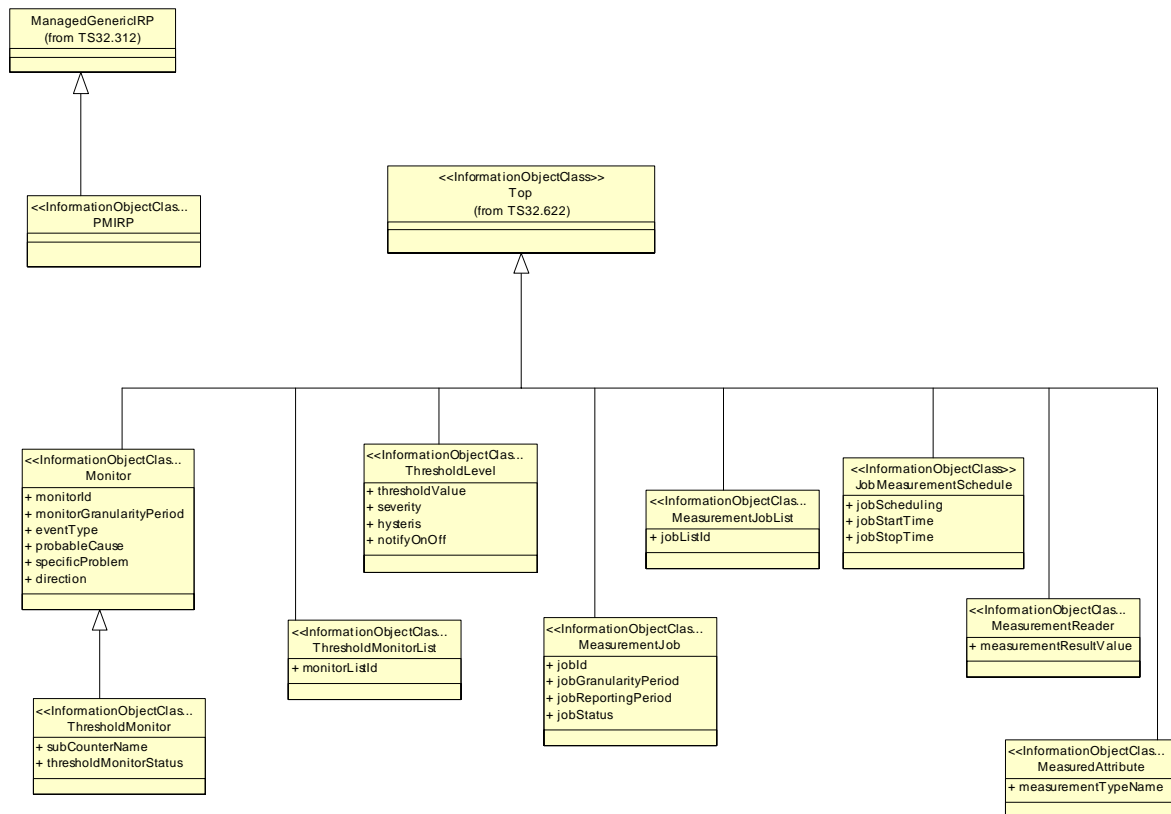 ManagedGenericIRP
(from TS32.312)
<<InformationObjectClas...
PMIRP
<<InformationObjectClass>>
Top
(from TS32.622)
<<InformationObjectClas...
Monitor
+ monitorId
+ monitorGranularityPeriod
+ eventType
+ probableCause
+ specificProblem
+ direction
<<InformationObjectClas...
ThresholdLevel
+ thresholdValue
+ severity
+ hysteris
+ notifyOnOff
<<InformationObjectClas...
MeasurementJobList
+ jobListId
<<InformationObjectClass>>
JobMeasurementSchedule
+ jobScheduling
+ jobStartTime
+ jobStopTime
<<InformationObjectClas...
ThresholdMonitorList
+ monitorListId
<<InformationObjectClas...
MeasurementJob
+ jobId
+ jobGranularityPeriod
+ jobReportingPeriod
+ jobStatus
<<InformationObjectClas...
MeasurementReader
+ measurementResultValue
<<InformationObjectClas...
ThresholdMonitor
+ subCounterName
+ thresholdMonitorStatus
<<InformationObjectClas...
MeasuredAttribute
+ measurementTypeName